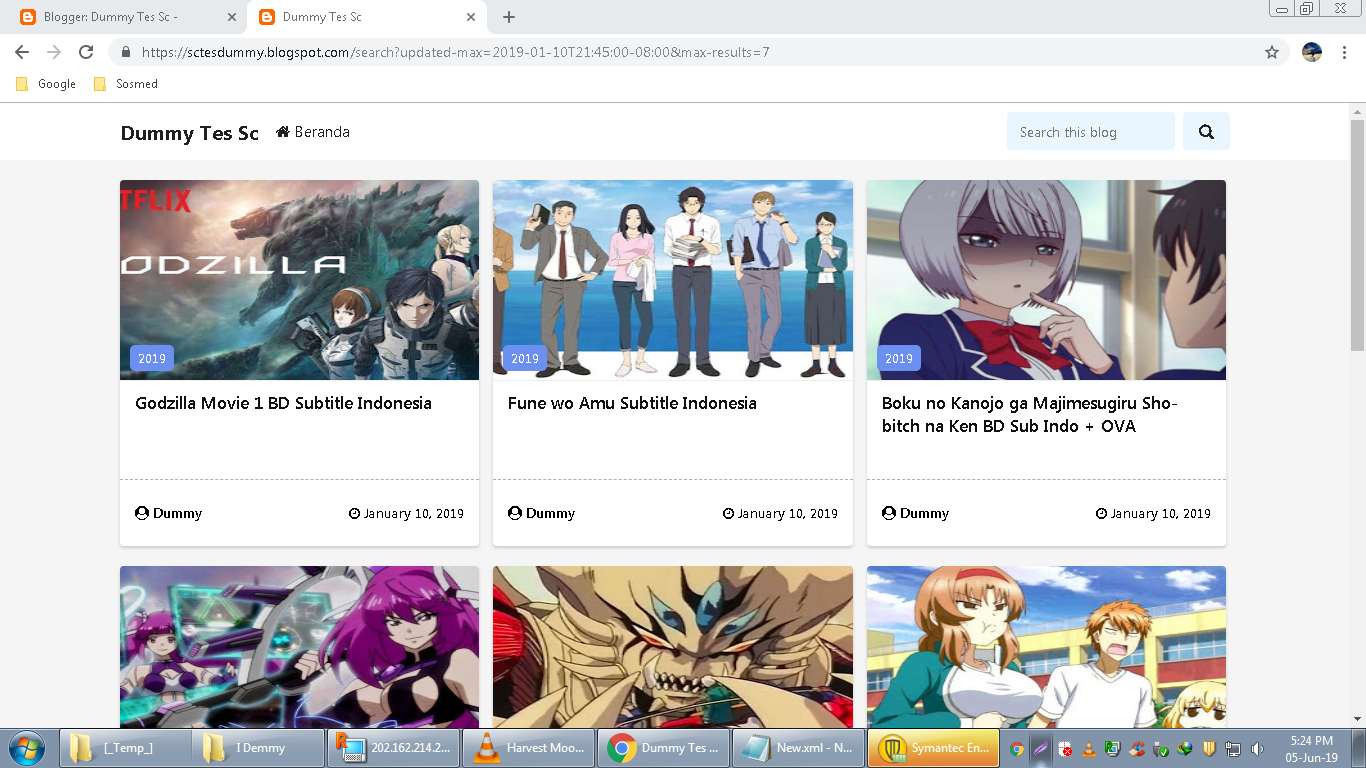 Blogger: Dummy Tes Sc -
Dummy Tes Sc
https://sctesdummy.blogspot.com/search?updated-max=2019-01-10T21:45:00-08:00&max-results=7
Google
Sosmed
Dummy Tes Sc
Beranda
Search this blog
TFLIX
ODZILLA
2019
2019
2019
Godzilla Movie 1 BD Subtitle Indonesia
Fune wo Amu Subtitle Indonesia
Boku no Kanojo ga Majimesugiru Sho-
bitch na Ken BD Sub Indo + OVA
Dummy
January 10, 2019
Dummy
January 10, 2019
Dummy
January 10, 2019
[_Temp_]
I Demmy
202.162.214.2...
Harvest Moo...
Dummy Tes ...
New.xml - N...
Symantec En...
5:24 PM
05-Jun-19